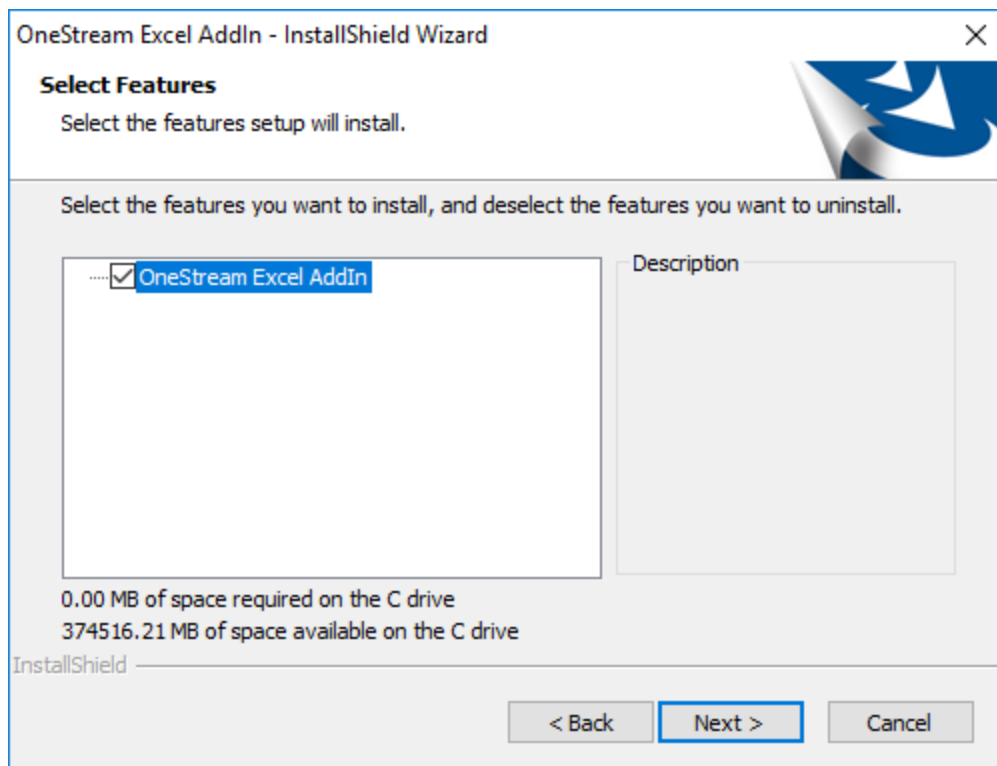 OneStream Excel AddIn - InstallShield Wizard
Select Features
Select the features setup will install.
Select the features you want to install, and deselect the features you want to uninstall.
OneStream Excel AddIn
Description
0.00 MB of space required on the C drive
374516.21 MB of space available on the C drive
InstallShield
< Back
Next >
Cancel